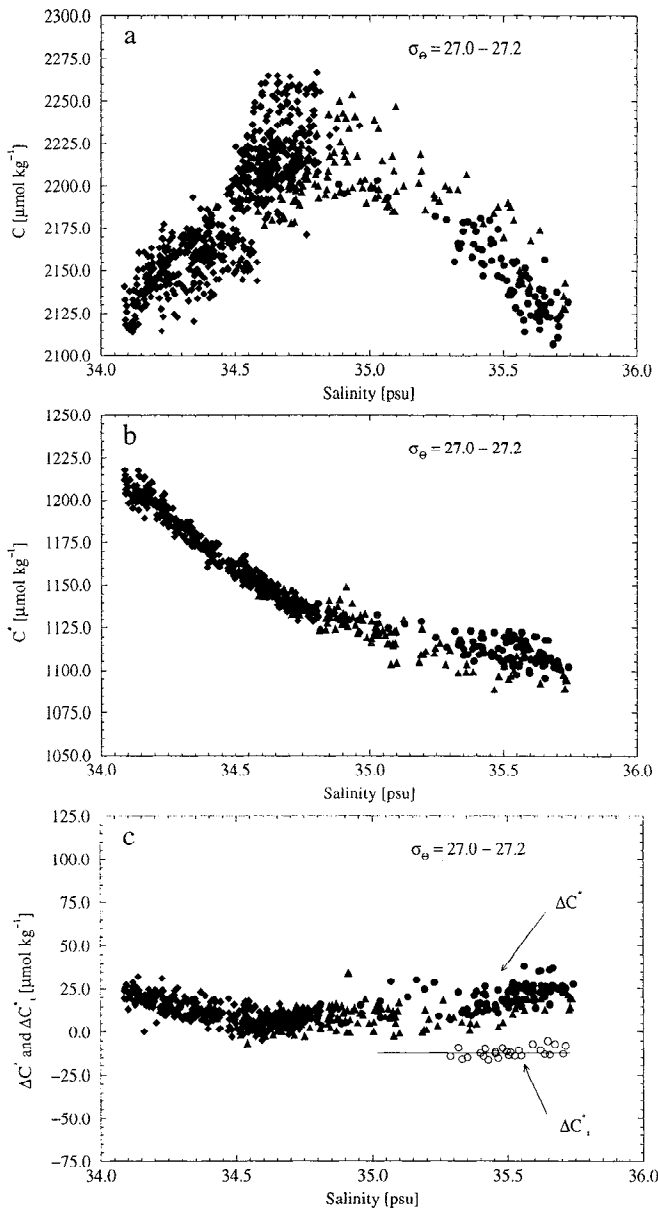 a
σ_Θ = 27.0 – 27.2
2300.0
2275.0
2250.0
2225.0
2200.0
2175.0
2150.0
2125.0
2100.0
C [µmol kg⁻¹]
34.0 34.5 35.0 35.5 36.0
Salinity [psu]
b
σ_Θ = 27.0 – 27.2
1250.0
1225.0
1200.0
1175.0
1150.0
1125.0
1100.0
1075.0
1050.0
C* [µmol kg⁻¹]
34.0 34.5 35.0 35.5 36.0
Salinity [psu]
c
σ_Θ = 27.0 – 27.2
125.0
100.0
75.0
50.0
25.0
0.0
−25.0
−50.0
−75.0
ΔC* and ΔC*ₜ [µmol kg⁻¹]
ΔC*
ΔC*ₜ
34.0 34.5 35.0 35.5 36.0
Salinity [psu]